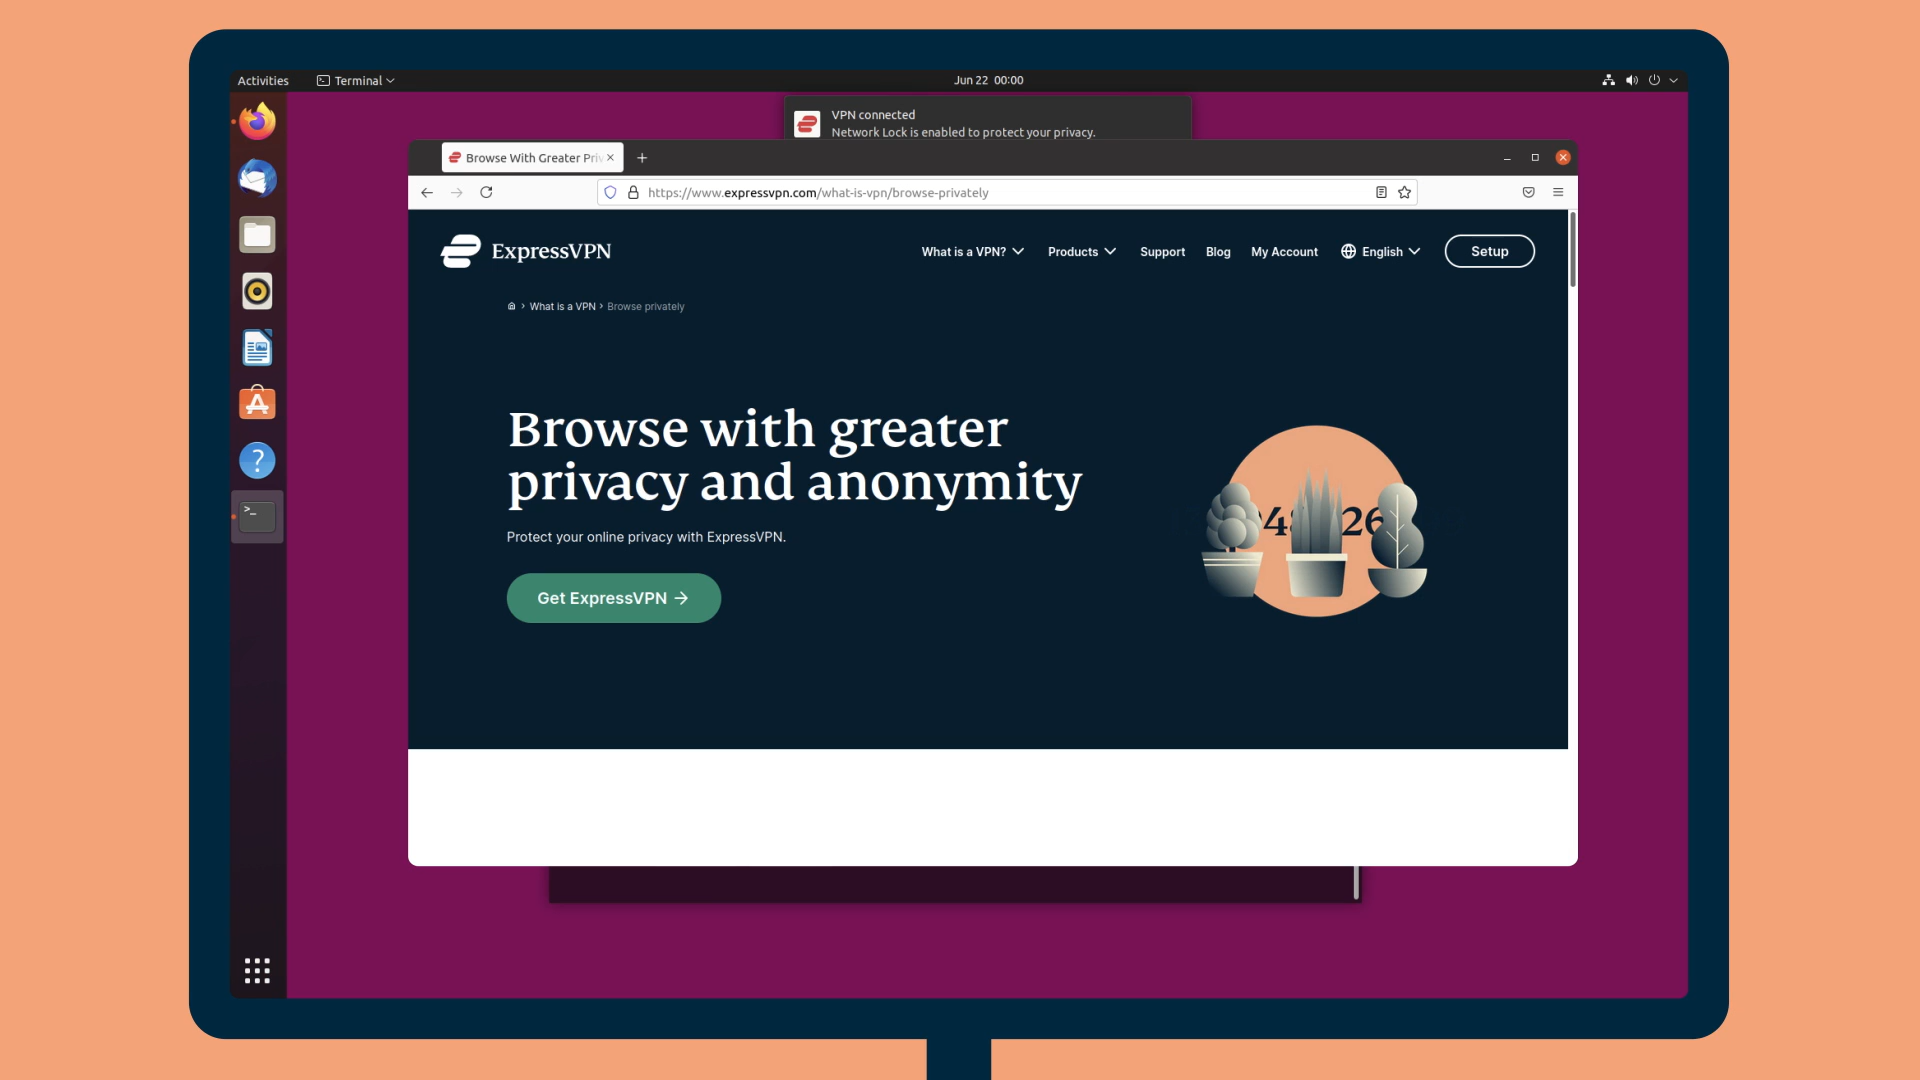 Activities
Terminal
Jun 22 00:00
VPN connected
Network Lock is enabled to protect your privacy.
Browse With Greater Priv
https://www.expressvpn.com/what-is-vpn/browse-privately
ExpressVPN
What is a VPN?
Products
Support
Blog
My Account
English
Setup
What is a VPN › Browse privately
Browse with greater
privacy and anonymity
Protect your online privacy with ExpressVPN.
Get ExpressVPN →